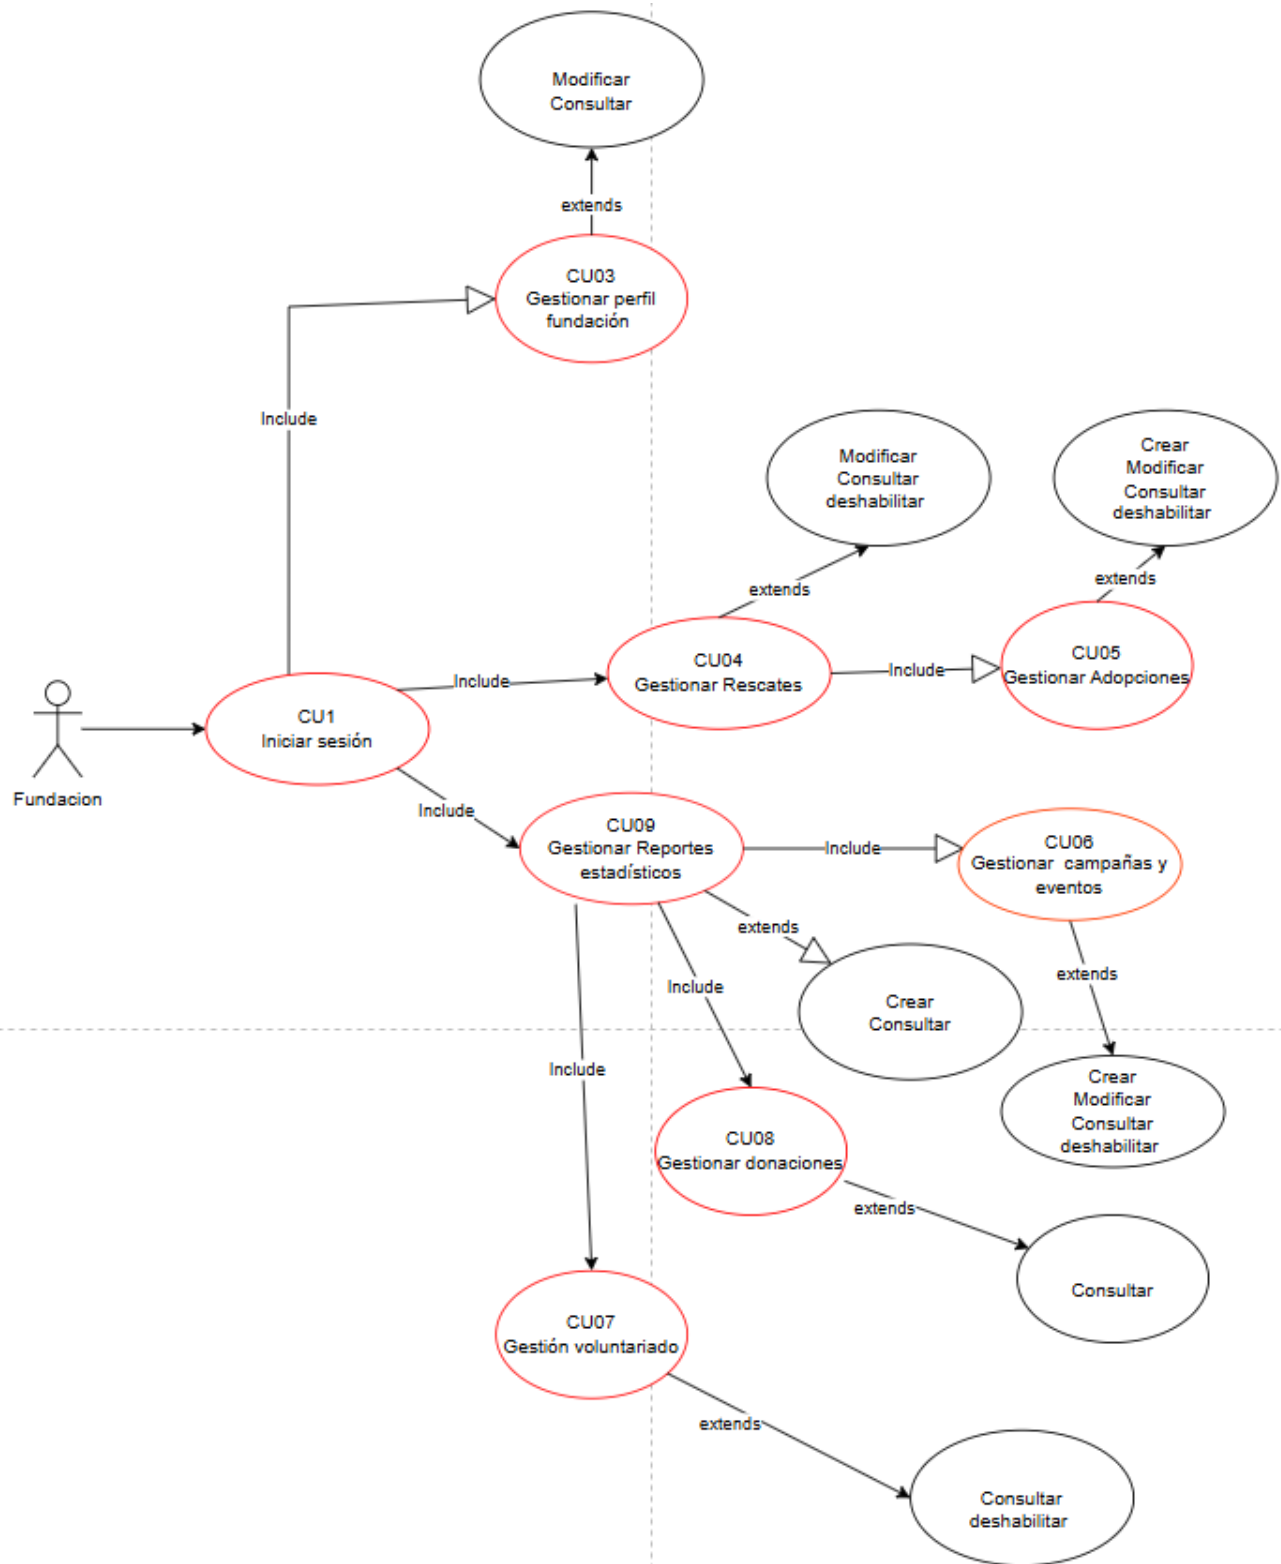 Modificar
Consultar
extends
CU03
Gestionar perfil
fundación
Include
Modificar
Consultar
deshabilitar
Crear
Modificar
Consultar
deshabilitar
extends
extends
CU04
Gestionar Rescates
Include
CU05
Gestionar Adopciones
Include
CU1
Iniciar sesión
Fundacion
Include
CU09
Gestionar Reportes
estadísticos
Include
CU06
Gestionar campañas y
eventos
extends
Include
extends
Crear
Consultar
Include
Crear
Modificar
Consultar
deshabilitar
CU08
Gestionar donaciones
extends
Consultar
CU07
Gestión voluntariado
extends
Consultar
deshabilitar